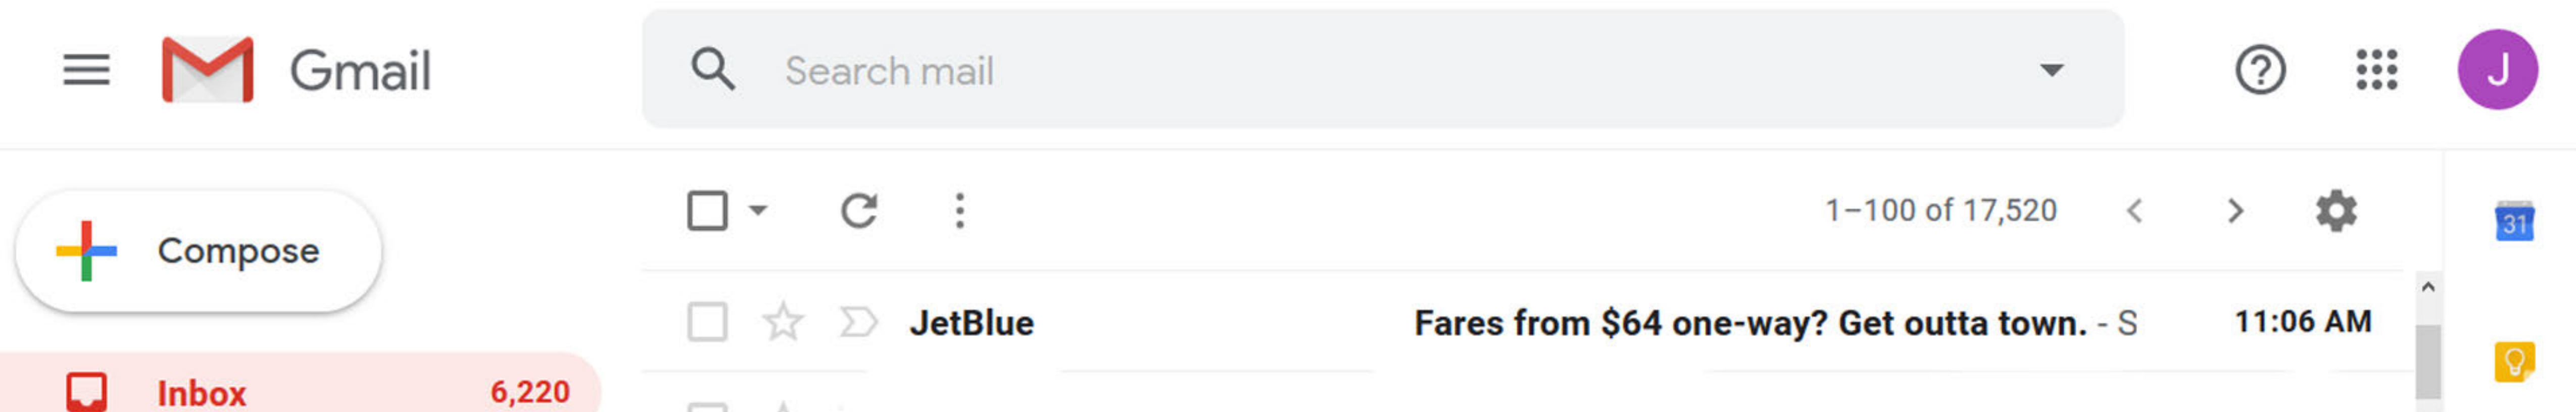 Gmail
Search mail
J
Compose
1–100 of 17,520
31
JetBlue Fares from $64 one-way? Get outta town. - S 11:06 AM
Inbox 6,220